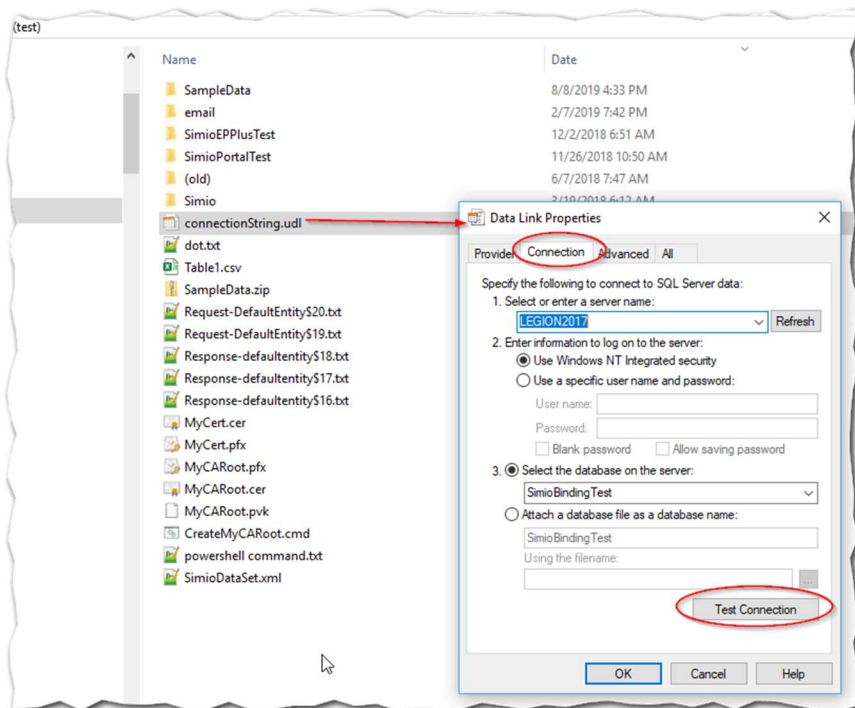 (test)
Name Date
SampleData 8/8/2019 4:33 PM
email 2/7/2019 7:42 PM
SimioEPPlusTest 12/2/2018 6:51 AM
SimioPortalTest 11/26/2018 10:50 AM
(old) 6/7/2018 7:47 AM
Simio 3/19/2018 6:12 AM
connectionString.udl
dot.txt
Table1.csv
SampleData.zip
Request-DefaultEntity$20.txt
Request-DefaultEntity$19.txt
Response-defaultentity$18.txt
Response-defaultentity$17.txt
Response-defaultentity$16.txt
MyCert.cer
MyCert.pfx
MyCARoot.pfx
MyCARoot.cer
MyCARoot.pvk
CreateMyCARoot.cmd
powershell command.txt
SimioDataSet.xml
Data Link Properties
Provider Connection Advanced All
Specify the following to connect to SQL Server data:
1. Select or enter a server name:
LEGION2017 Refresh
2. Enter information to log on to the server:
Use Windows NT Integrated security
Use a specific user name and password:
User name:
Password:
Blank password Allow saving password
3. Select the database on the server:
SimioBindingTest
Attach a database file as a database name:
SimioBindingTest
Using the filename:
...
Test Connection
OK Cancel Help